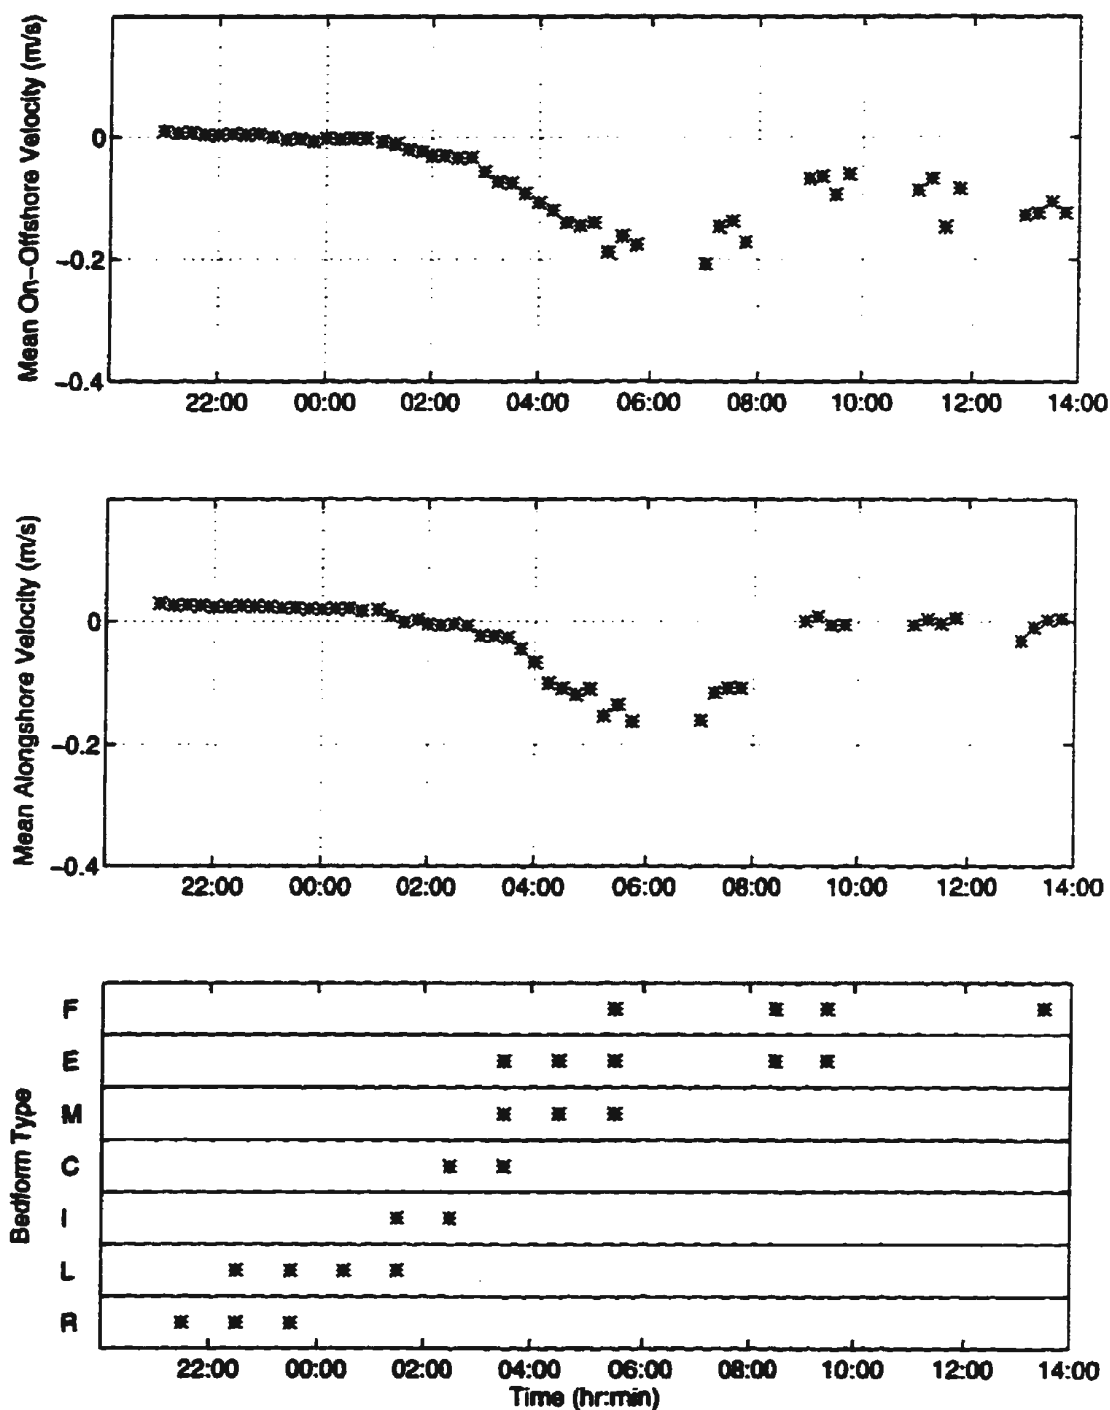 Mean On-Offshore Velocity (m/s)
0
-0.2
-0.4
22:00 00:00 02:00 04:00 06:00 08:00 10:00 12:00 14:00
Mean Alongshore Velocity (m/s)
0
-0.2
-0.4
22:00 00:00 02:00 04:00 06:00 08:00 10:00 12:00 14:00
Bedform Type
F
E
M
C
I
L
R
22:00 00:00 02:00 04:00 06:00 08:00 10:00 12:00 14:00
Time (hr:min)